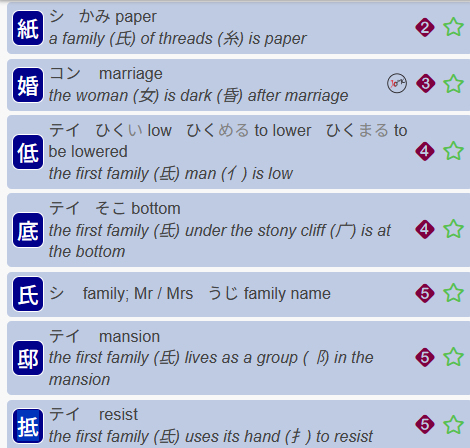 紙
シ かみ paper
a family (氏) of threads (糸) is paper
2
婚
コン marriage
the woman (女) is dark (昏) after marriage
3
低
テイ ひくい low ひくめる to lower ひくまる to
be lowered
the first family (氐) man (亻) is low
4
底
テイ そこ bottom
the first family (氐) under the stony cliff (广) is at
the bottom
4
氏
シ family; Mr / Mrs うじ family name
5
邸
テイ mansion
the first family (氐) lives as a group (阝) in the
mansion
5
抵
テイ resist
the first family (氐) uses its hand (扌) to resist
5